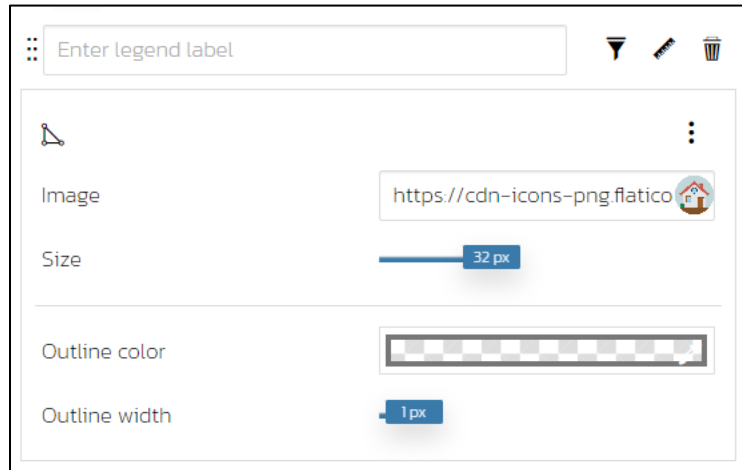 Enter legend label
Image
https://cdn-icons-png.flatico
Size
32 px
Outline color
Outline width
1 px